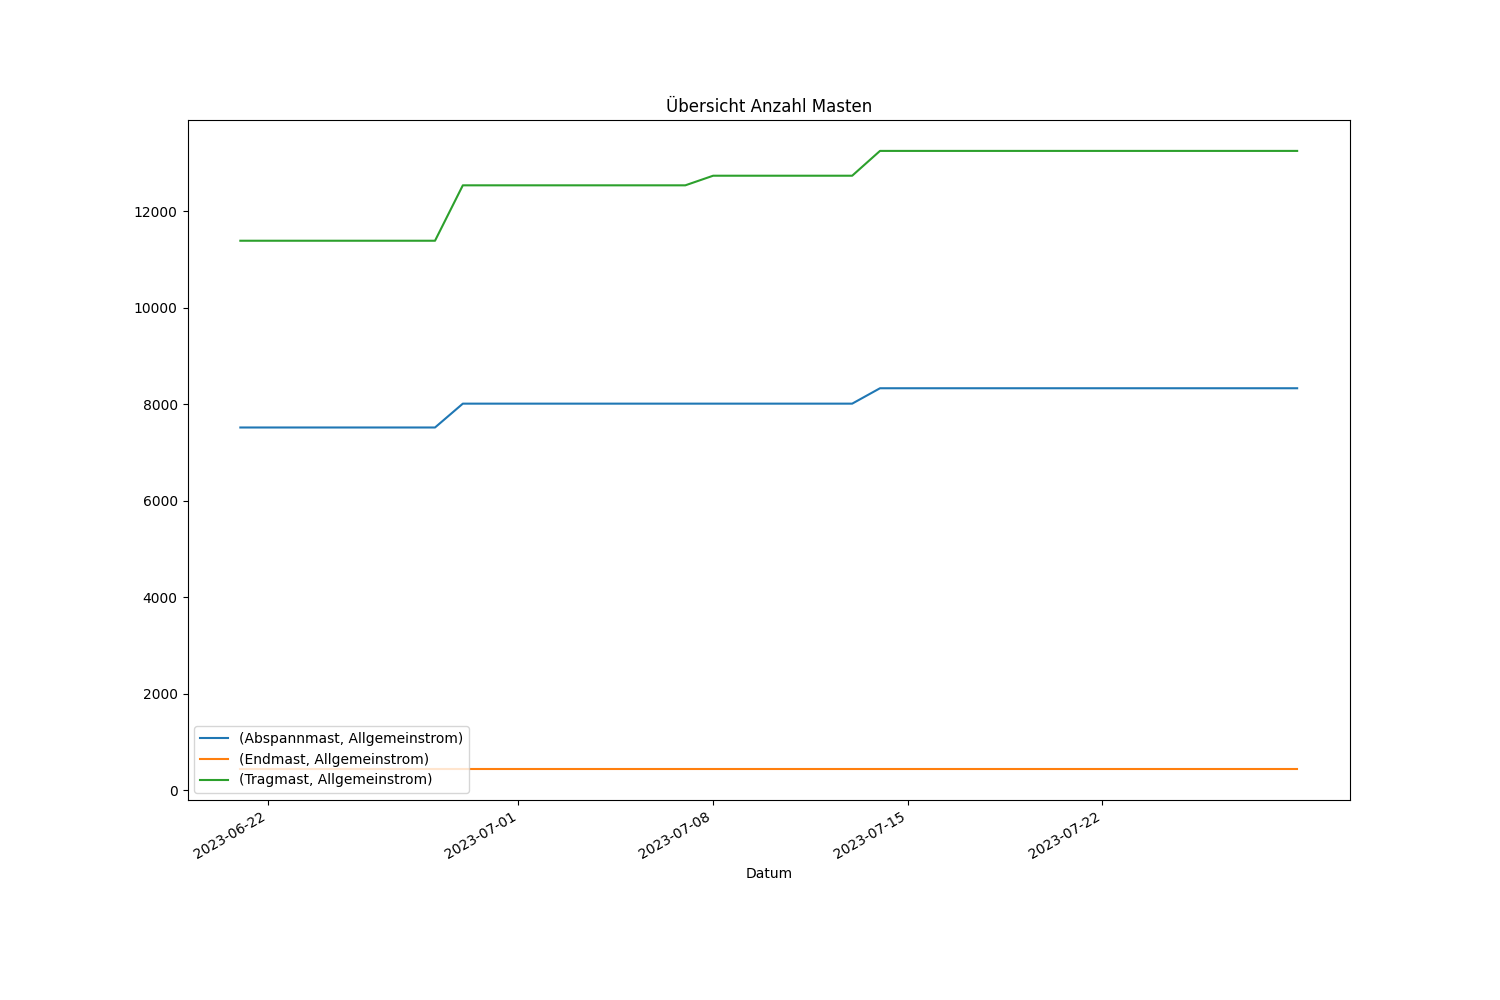 Übersicht Anzahl Masten
12000
10000
8000
6000
4000
2000
0
(Abspannmast, Allgemeinstrom)
(Endmast, Allgemeinstrom)
(Tragmast, Allgemeinstrom)
2023-06-22
2023-07-01
2023-07-08
2023-07-15
2023-07-22
Datum